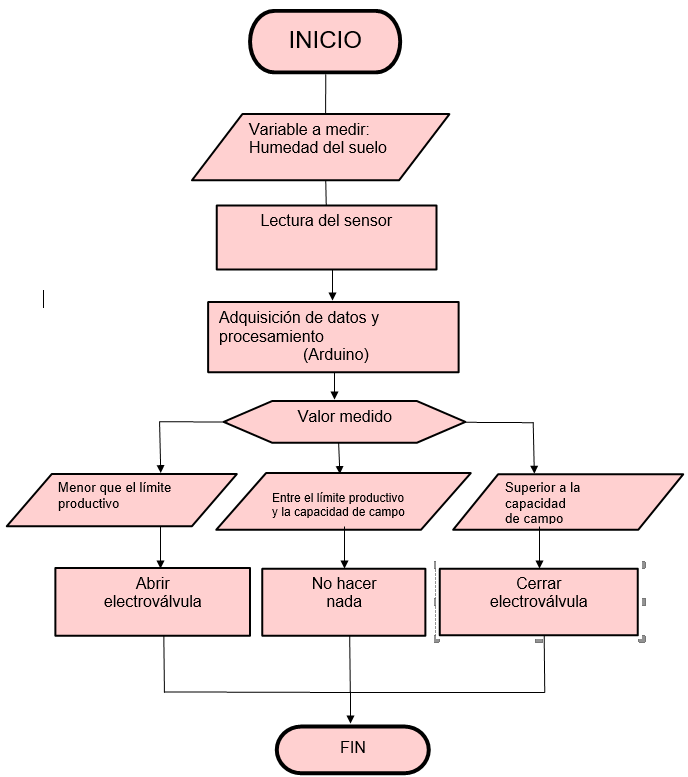 INICIO
Variable a medir:
Humedad del suelo
Lectura del sensor
Adquisición de datos y
procesamiento
(Arduino)
Valor medido
Menor que el límite
productivo
Entre el límite productivo
y la capacidad de campo
Superior a la
capacidad
de campo
Abrir
electroválvula
No hacer
nada
Cerrar
electroválvula
FIN